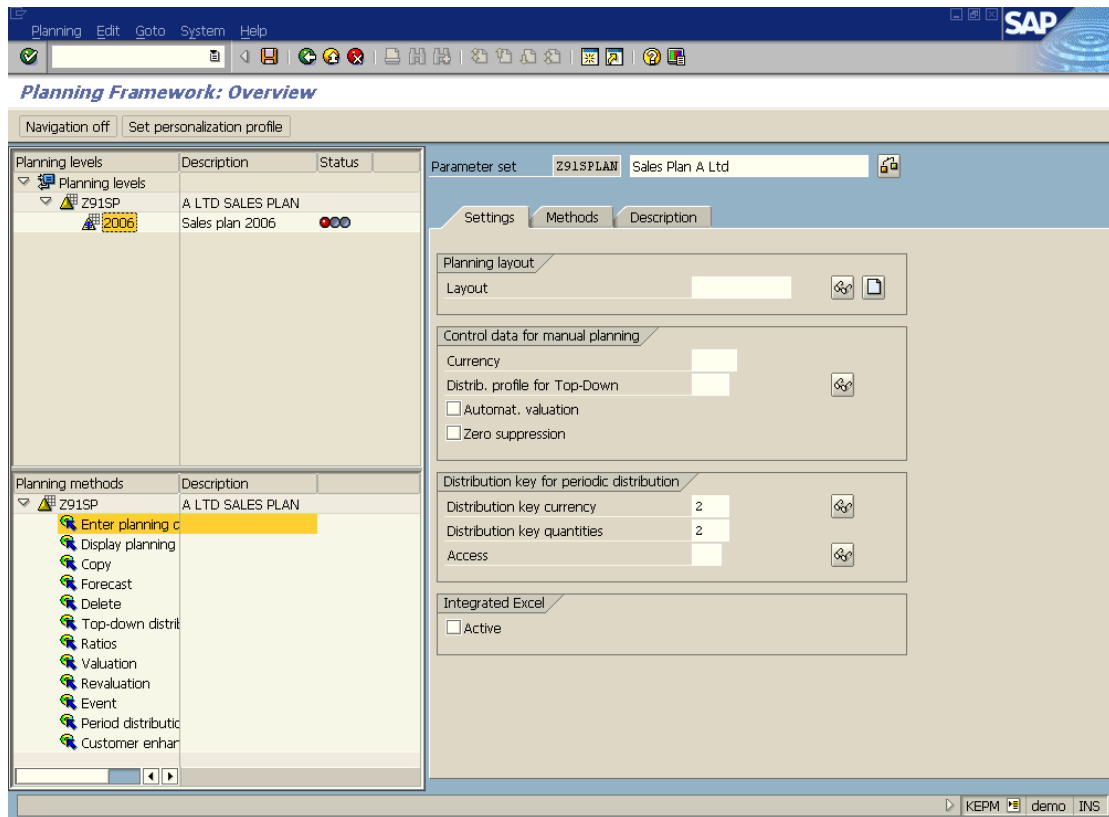 Planning Edit Goto System Help
SAP
Planning Framework: Overview
Navigation off Set personalization profile
Planning levels Description Status
Planning levels
Z91SP A LTD SALES PLAN
2006 Sales plan 2006
Parameter set Z91SPLAN Sales Plan A Ltd
Settings Methods Description
Planning layout
Layout
Control data for manual planning
Currency
Distrib. profile for Top-Down
Automat. valuation
Zero suppression
Planning methods Description
Z91SP A LTD SALES PLAN
Enter planning d
Display planning
Copy
Forecast
Delete
Top-down distrib
Ratios
Valuation
Revaluation
Event
Period distributio
Customer enhan
Distribution key for periodic distribution
Distribution key currency 2
Distribution key quantities 2
Access
Integrated Excel
Active
KEPM demo INS